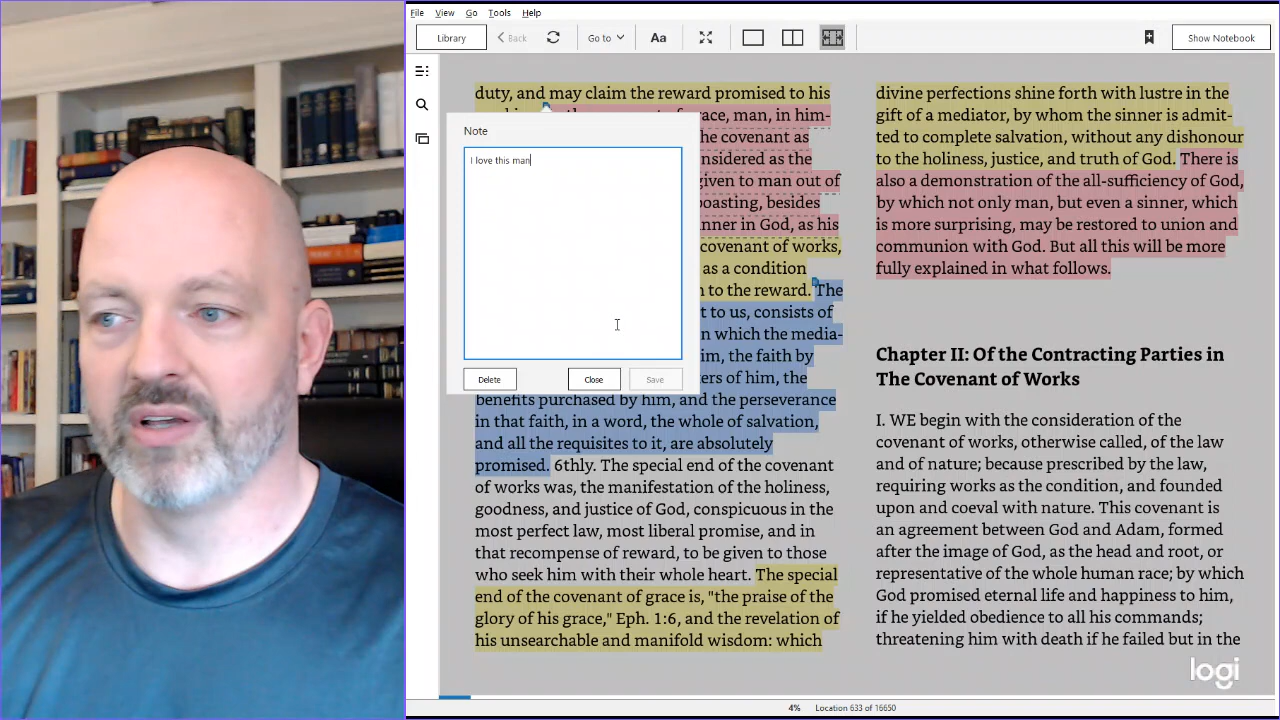 File View Go Tools Help
Library
Back
Go to
Aa
Show Notebook
duty, and may claim the reward promised to his
race, man, in him-
he covenant as
nsidered as the
given to man out of
boasting, besides
nner in God, as his
covenant of works,
as a condition
n to the reward. The
t to us, consists of
n which the media-
im, the faith by
ters of him, the
benefits purchased by him, and the perseverance
in that faith, in a word, the whole of salvation,
and all the requisites to it, are absolutely
promised. 6thly. The special end of the covenant
of works was, the manifestation of the holiness,
goodness, and justice of God, conspicuous in the
most perfect law, most liberal promise, and in
that recompense of reward, to be given to those
who seek him with their whole heart. The special
end of the covenant of grace is, "the praise of the
glory of his grace," Eph. 1:6, and the revelation of
his unsearchable and manifold wisdom: which
Note
I love this man
Delete
Close
Save
divine perfections shine forth with lustre in the
gift of a mediator, by whom the sinner is admit-
ted to complete salvation, without any dishonour
to the holiness, justice, and truth of God. There is
also a demonstration of the all-sufficiency of God,
by which not only man, but even a sinner, which
is more surprising, may be restored to union and
communion with God. But all this will be more
fully explained in what follows.
Chapter II: Of the Contracting Parties in
The Covenant of Works
I. WE begin with the consideration of the
covenant of works, otherwise called, of the law
and of nature; because prescribed by the law,
requiring works as the condition, and founded
upon and coeval with nature. This covenant is
an agreement between God and Adam, formed
after the image of God, as the head and root, or
representative of the whole human race; by which
God promised eternal life and happiness to him,
if he yielded obedience to all his commands;
threatening him with death if he failed but in the
logi
4%
Location 633 of 16650